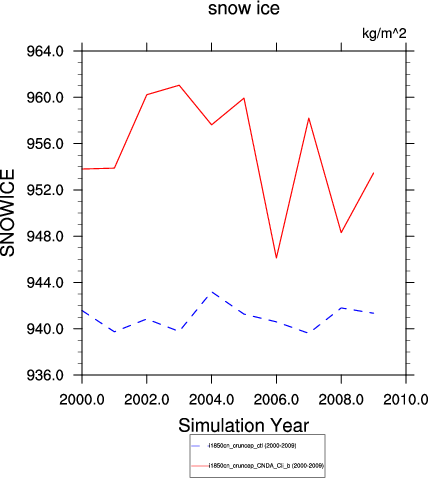 snow ice
kg/m^2
964.0
960.0
956.0
952.0
948.0
944.0
940.0
936.0
SNOWICE
2000.0 2002.0 2004.0 2006.0 2008.0 2010.0
Simulation Year
i1850cn_cruncep_ctl (2000-2009)
i1850cn_cruncep_CNDA_Cli_b (2000-2009)